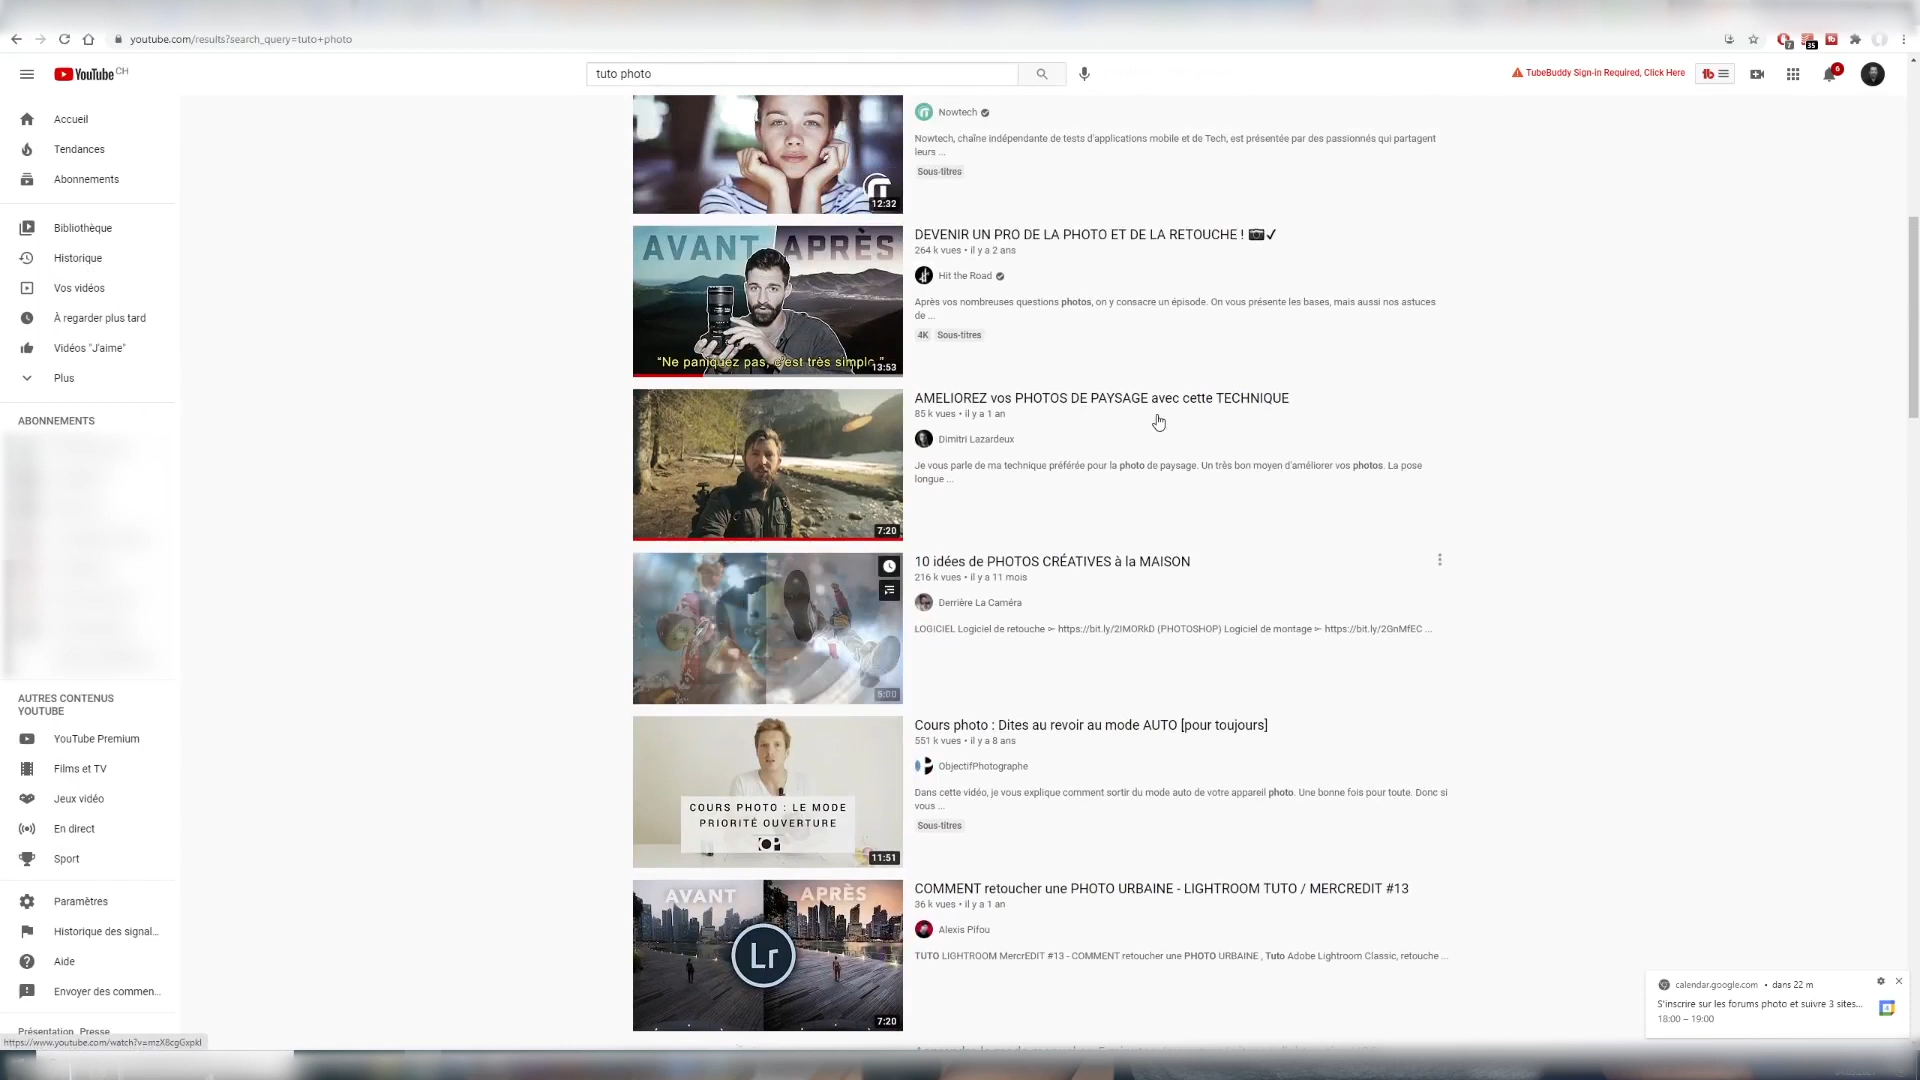 youtube.com/results?search_query=tuto+photo
YouTube CH
tuto photo
TubeBuddy Sign-in Required, Click Here
6
7
35
Accueil
Tendances
Abonnements
Bibliothèque
Historique
Vos vidéos
À regarder plus tard
Vidéos "J'aime"
Plus
ABONNEMENTS
AUTRES CONTENUS
YOUTUBE
YouTube Premium
Films et TV
Jeux vidéo
En direct
Sport
Paramètres
Historique des signal...
Aide
Envoyer des commen...
Présentation Presse
https://www.youtube.com/watch?v=mzX8cgGxpkI
12:32
Nowtech
Nowtech, chaîne indépendante de tests d'applications mobile et de Tech, est présentée par des passionnés qui partagent
leurs ...
Sous-titres
AVANT APRÈS
"Ne paniquez pas, c'est très simple."
13:53
DEVENIR UN PRO DE LA PHOTO ET DE LA RETOUCHE ! 📷✓
264 k vues • il y a 2 ans
Hit the Road
Après vos nombreuses questions photos, on y consacre un épisode. On vous présente les bases, mais aussi nos astuces
de ...
4K Sous-titres
7:20
AMELIOREZ vos PHOTOS DE PAYSAGE avec cette TECHNIQUE
85 k vues • il y a 1 an
Dimitri Lazardeux
Je vous parle de ma technique préférée pour la photo de paysage. Un très bon moyen d'améliorer vos photos. La pose
longue ...
5:00
10 idées de PHOTOS CRÉATIVES à la MAISON
216 k vues • il y a 11 mois
Derrière La Caméra
LOGICIEL Logiciel de retouche ➳ https://bit.ly/2IMORkD (PHOTOSHOP) Logiciel de montage ➳ https://bit.ly/2GnMfEC ...
COURS PHOTO : LE MODE
PRIORITÉ OUVERTURE
11:51
Cours photo : Dites au revoir au mode AUTO [pour toujours]
551 k vues • il y a 8 ans
ObjectifPhotographe
Dans cette vidéo, je vous explique comment sortir du mode auto de votre appareil photo. Une bonne fois pour toute. Donc si
vous ...
Sous-titres
AVANT APRÈS
Lr
7:20
COMMENT retoucher une PHOTO URBAINE - LIGHTROOM TUTO / MERCREDIT #13
36 k vues • il y a 1 an
Alexis Pifou
TUTO LIGHTROOM MercrEDIT #13 - COMMENT retoucher une PHOTO URBAINE , Tuto Adobe Lightroom Classic, retouche ...
calendar.google.com • dans 22 m
S'inscrire sur les forums photo et suivre 3 sites...
18:00 – 19:00